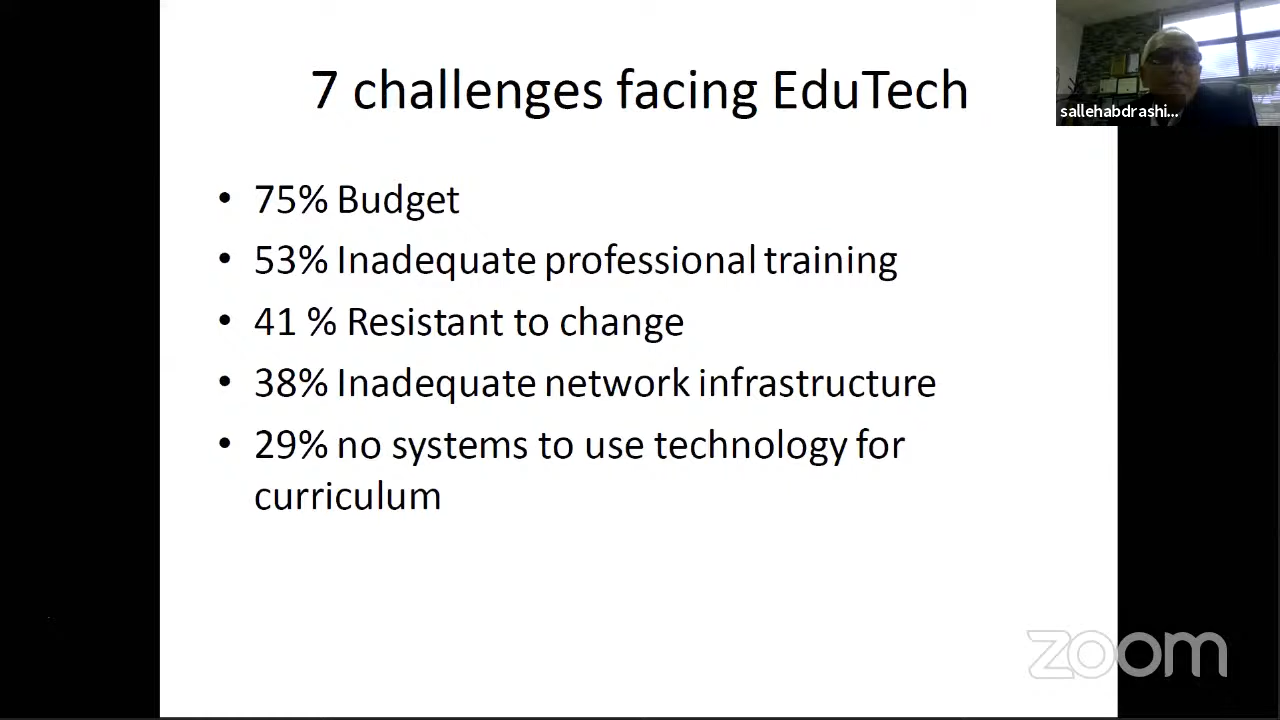 7 challenges facing EduTech
sallehabdrashi...
• 75% Budget
• 53% Inadequate professional training
• 41 % Resistant to change
• 38% Inadequate network infrastructure
• 29% no systems to use technology for
curriculum
zoom